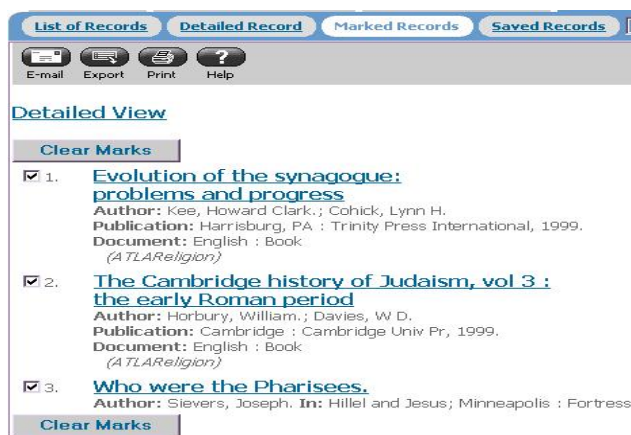 List of Records Detailed Record Marked Records Saved Records
E-mail Export Print Help
Detailed View
Clear Marks
1. Evolution of the synagogue:
problems and progress
Author: Kee, Howard Clark.; Cohick, Lynn H.
Publication: Harrisburg, PA : Trinity Press International, 1999.
Document: English : Book
(ATLAReligion)
2. The Cambridge history of Judaism, vol 3 :
the early Roman period
Author: Horbury, William.; Davies, W D.
Publication: Cambridge : Cambridge Univ Pr, 1999.
Document: English : Book
(ATLAReligion)
3. Who were the Pharisees.
Author: Sievers, Joseph. In: Hillel and Jesus; Minneapolis : Fortress
Clear Marks